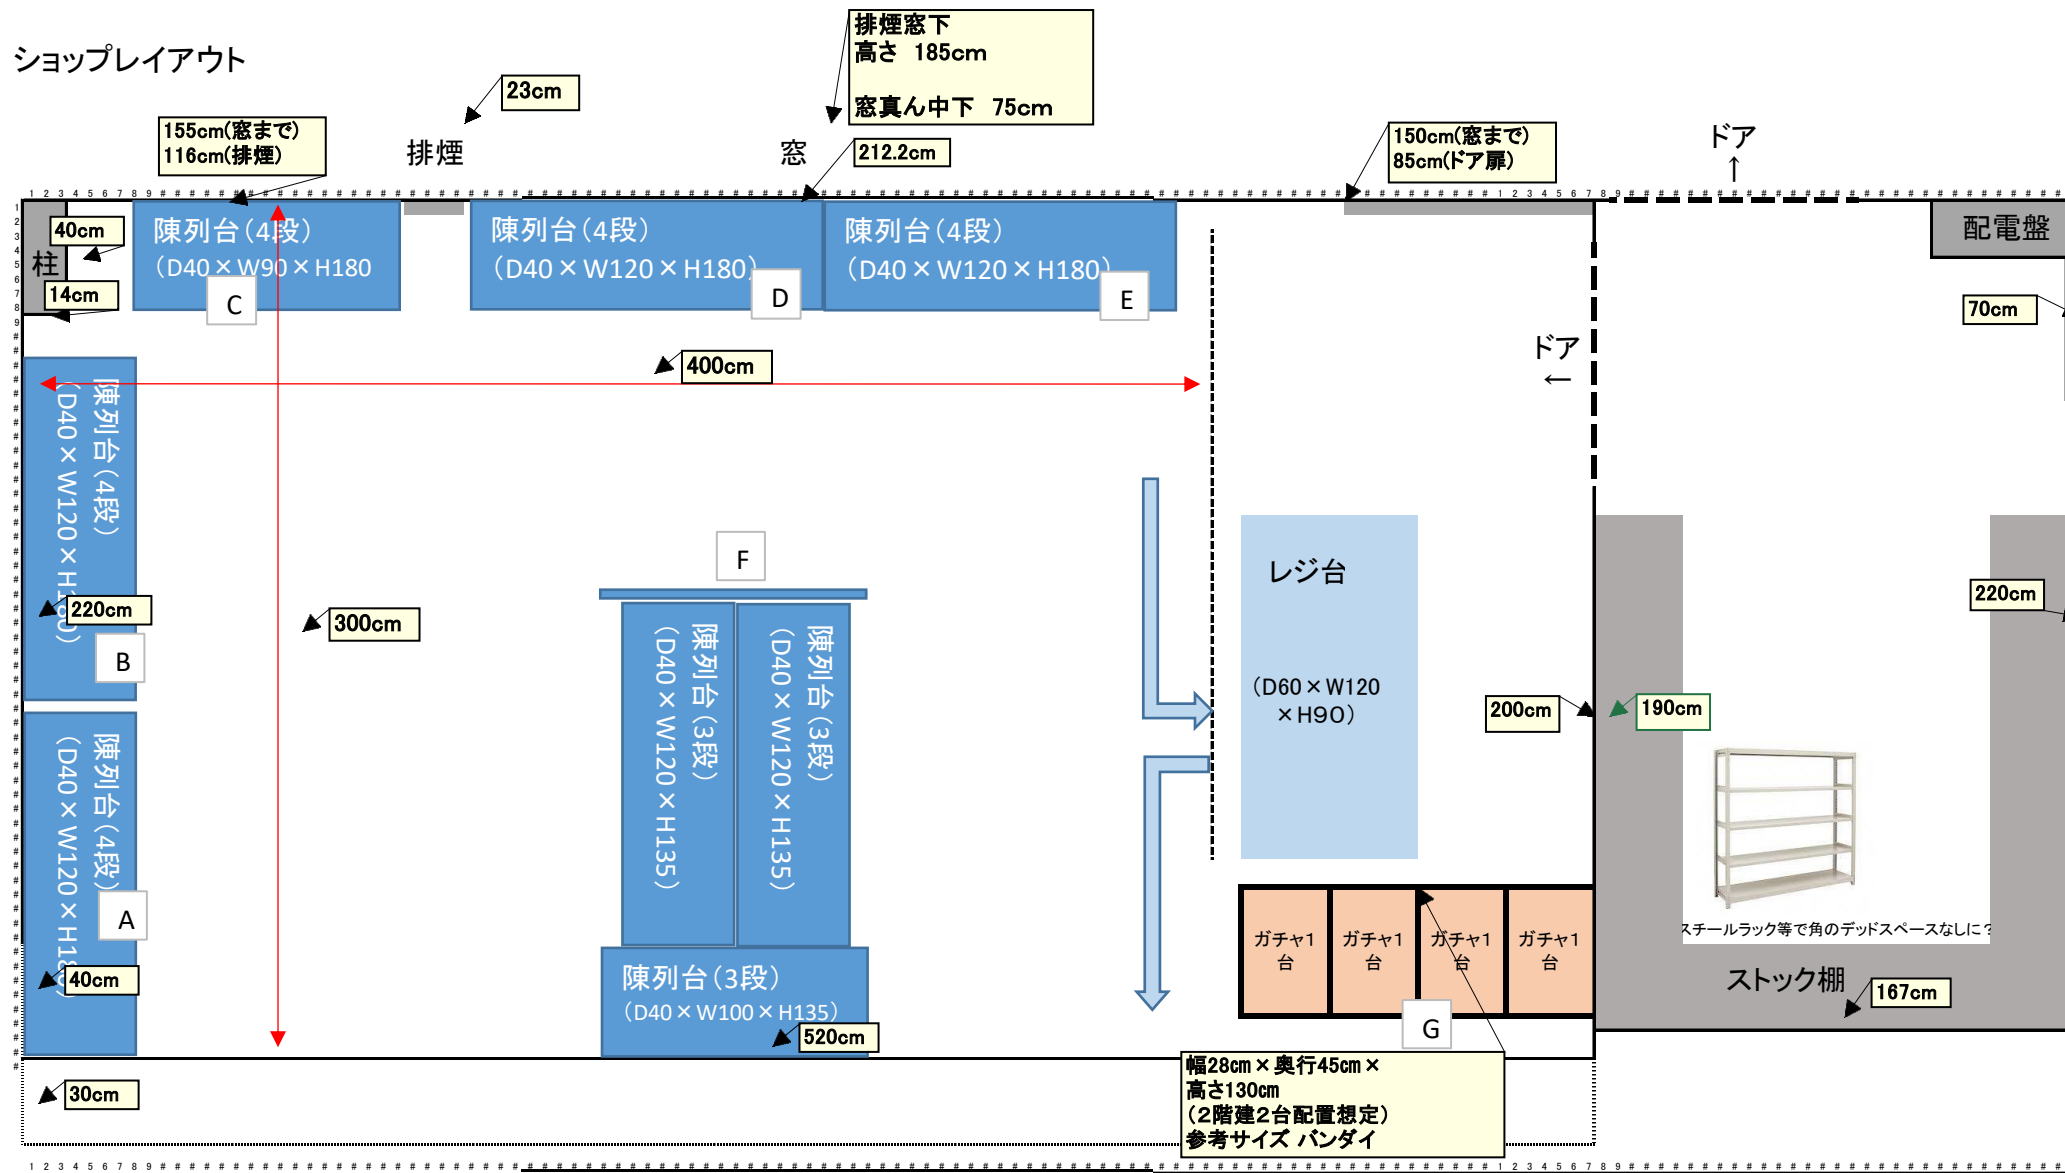 ショップレイアウト
排煙窓下
高さ 185cm
窓真ん中下 75cm
23cm
155cm(窓まで)
116cm(排煙)
排煙
窓
212.2cm
150cm(窓まで)
85cm(ドア扉)
ドア
↑
40cm
柱
14cm
陳列台(4段)
(D40×W90×H180
C
陳列台(4段)
(D40×W120×H180)
D
陳列台(4段)
(D40×W120×H180)
E
配電盤
70cm
ドア
←
400cm
陳列台(4段)
(D40×W120×H180)
220cm
B
300cm
F
陳列台(3段)
(D40×W120×H135)
陳列台(3段)
(D40×W120×H135)
レジ台
(D60×W120
×H90)
200cm
190cm
220cm
陳列台(4段)
(D40×W120×H180)
A
40cm
陳列台(3段)
(D40×W100×H135)
520cm
ガチャ1
台
ガチャ1
台
ガチャ1
台
ガチャ1
台
G
スチールラック等で角のデッドスペースなしに?
ストック棚
167cm
30cm
幅28cm×奥行45cm×
高さ130cm
(2階建2台配置想定)
参考サイズ バンダイ